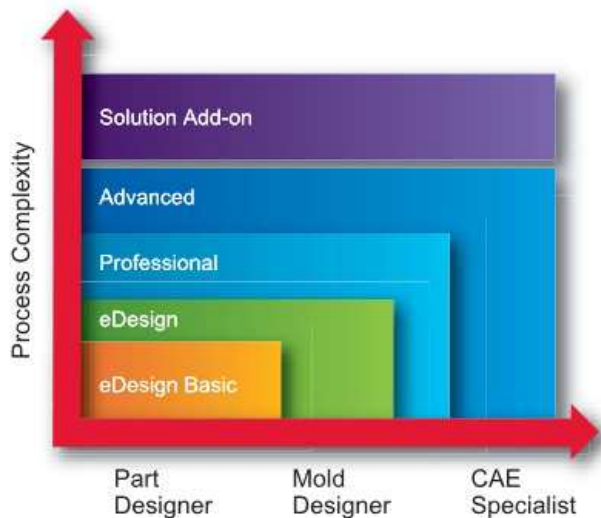 Process Complexity
Solution Add-on
Advanced
Professional
eDesign
eDesign Basic
Part
Designer
Mold
Designer
CAE
Specialist